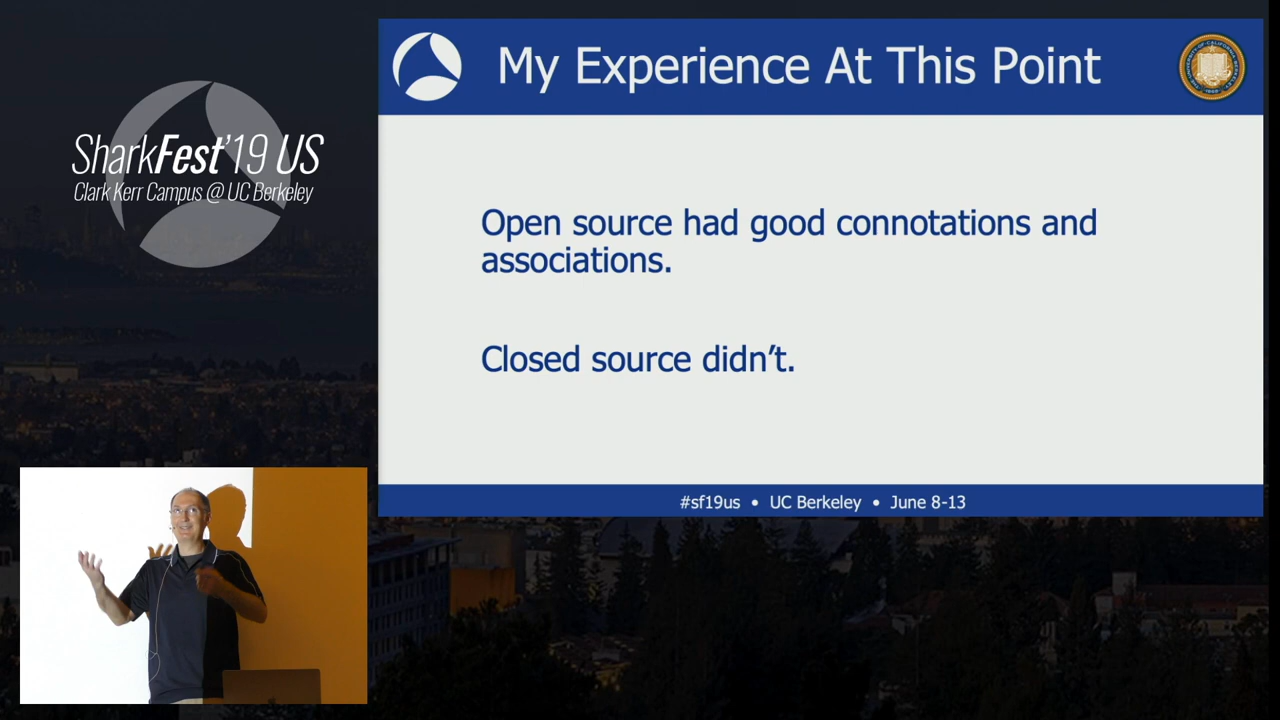 SharkFest'19 US
Clark Kerr Campus @ UC Berkeley
My Experience At This Point
Open source had good connotations and
associations.
Closed source didn’t.
#sf19us • UC Berkeley • June 8-13